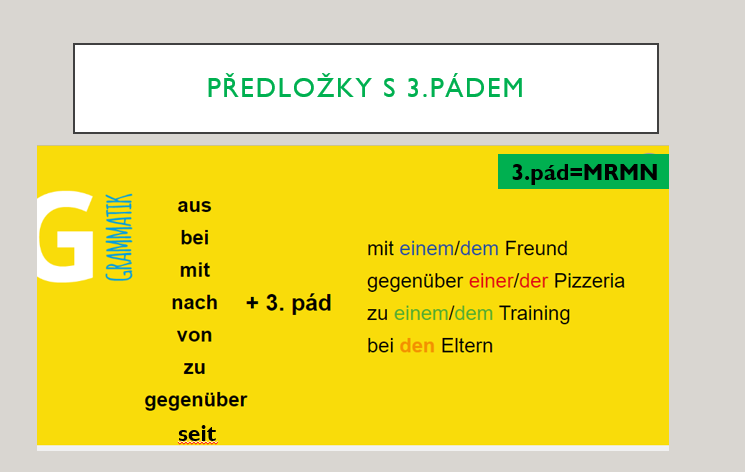 PŘEDLOŽKY S 3.PÁDEM
3.pád=MRMN
G
GRAMMATIK
aus
bei
mit
nach
von
zu
gegenüber
seit
+ 3. pád
mit einem/dem Freund
gegenüber einer/der Pizzeria
zu einem/dem Training
bei den Eltern